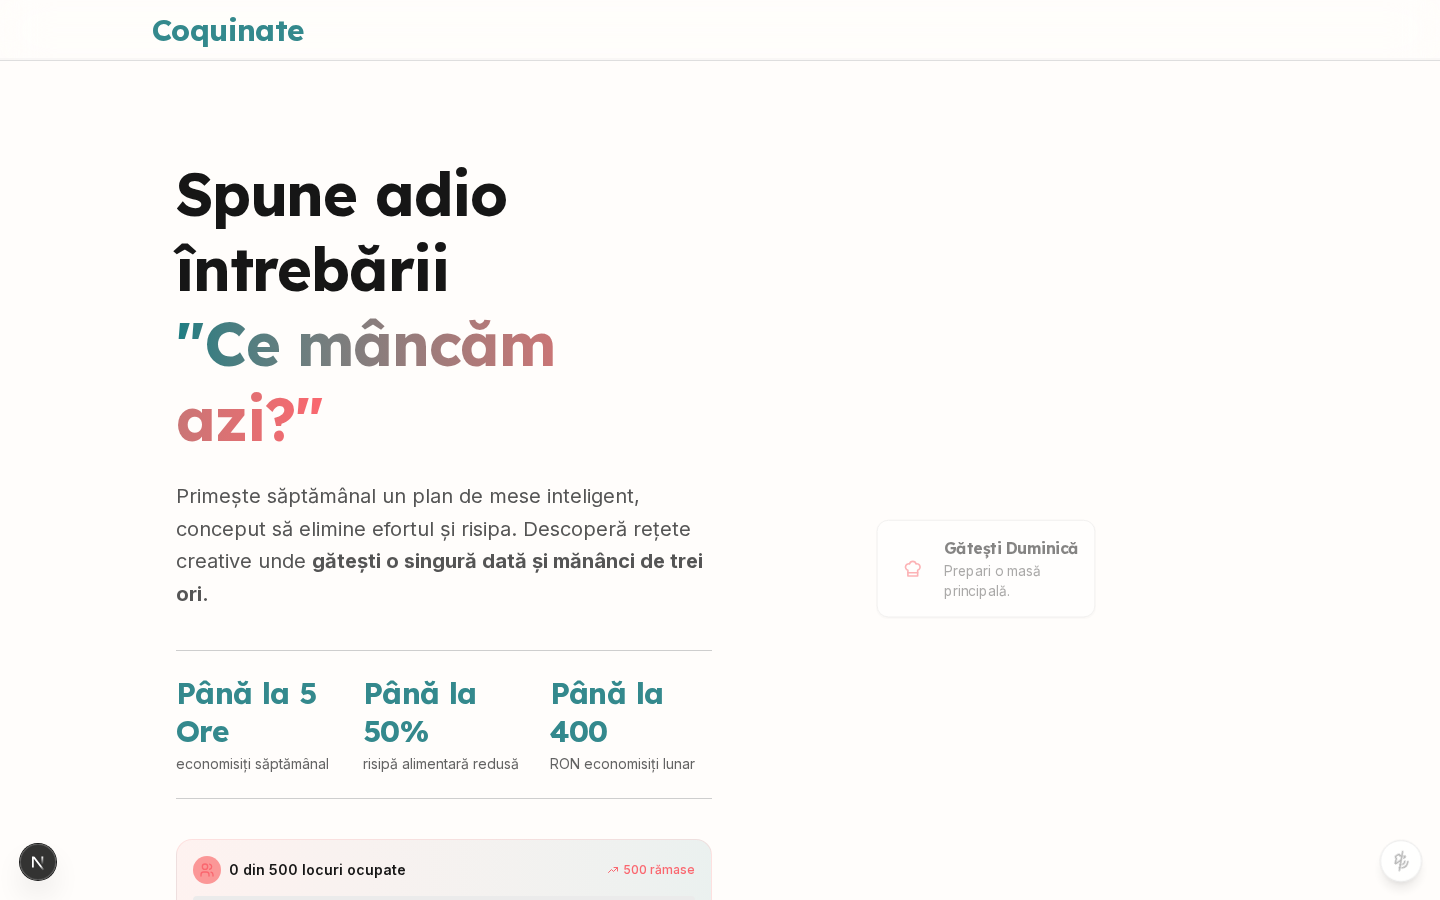 Coquinate
Spune adio
întrebării
"Ce mâncăm
azi?"
Primește săptămânal un plan de mese inteligent,
conceput să elimine efortul și risipa. Descoperă rețete
creative unde gătești o singură dată și mănânci de trei
ori.
Gătești Duminică
Prepari o masă
principală.
Până la 5
Ore
economisiți săptămânal
Până la
50%
risipă alimentară redusă
Până la
400
RON economisiți lunar
0 din 500 locuri ocupate
500 rămase
N